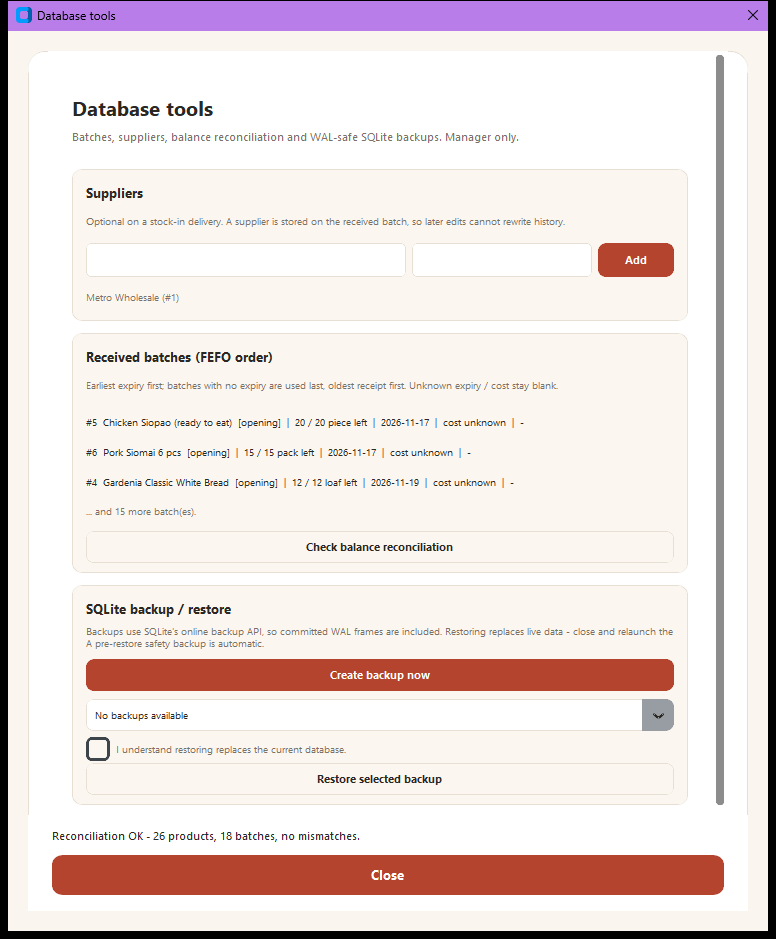 Database tools
Database tools
Batches, suppliers, balance reconciliation and WAL-safe SQLite backups. Manager only.
Suppliers
Optional on a stock-in delivery. A supplier is stored on the received batch, so later edits cannot rewrite history.
Add
Metro Wholesale (#1)
Received batches (FEFO order)
Earliest expiry first; batches with no expiry are used last, oldest receipt first. Unknown expiry / cost stay blank.
#5 Chicken Siopao (ready to eat) [opening] | 20 / 20 piece left | 2026-11-17 | cost unknown | -
#6 Pork Siomai 6 pcs [opening] | 15 / 15 pack left | 2026-11-17 | cost unknown | -
#4 Gardenia Classic White Bread [opening] | 12 / 12 loaf left | 2026-11-19 | cost unknown | -
... and 15 more batch(es).
Check balance reconciliation
SQLite backup / restore
Backups use SQLite's online backup API, so committed WAL frames are included. Restoring replaces live data - close and relaunch the
A pre-restore safety backup is automatic.
Create backup now
No backups available
I understand restoring replaces the current database.
Restore selected backup
Reconciliation OK - 26 products, 18 batches, no mismatches.
Close